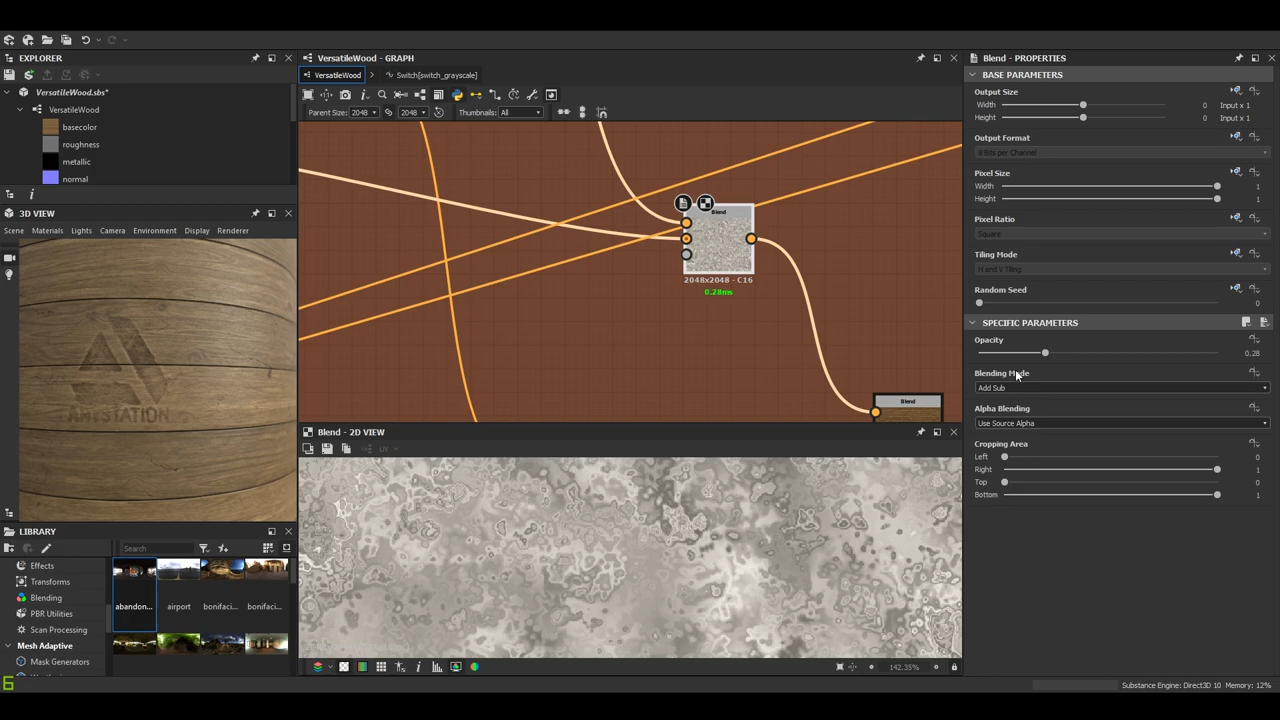 EXPLORER
VersatileWood.sbs*
VersatileWood
basecolor
roughness
metallic
normal
3D VIEW
Scene Materials Lights Camera Environment Display Renderer
ARTSTATION
LIBRARY
Search
Effects
Transforms
Blending
PBR Utilities
Scan Processing
Mesh Adaptive
Mask Generators
abandon... airport bonifaci... bonifaci...
VersatileWood - GRAPH
VersatileWood > Switch[switch_grayscale]
Parent Size: 2048 2048 Thumbnails: All
Blend
2048x2048 - C16
0.28ms
Blend
Blend - 2D VIEW
UV
142.35%
Blend - PROPERTIES
BASE PARAMETERS
Output Size
Width 0 Input x 1
Height 0 Input x 1
Output Format
8 Bits per Channel
Pixel Size
Width 1
Height 1
Pixel Ratio
Square
Tiling Mode
H and V Tiling
Random Seed
0
SPECIFIC PARAMETERS
Opacity
0.28
Blending Mode
Add Sub
Alpha Blending
Use Source Alpha
Cropping Area
Left 0
Right 1
Top 0
Bottom 1
6
Substance Engine: Direct3D 10 Memory: 12%